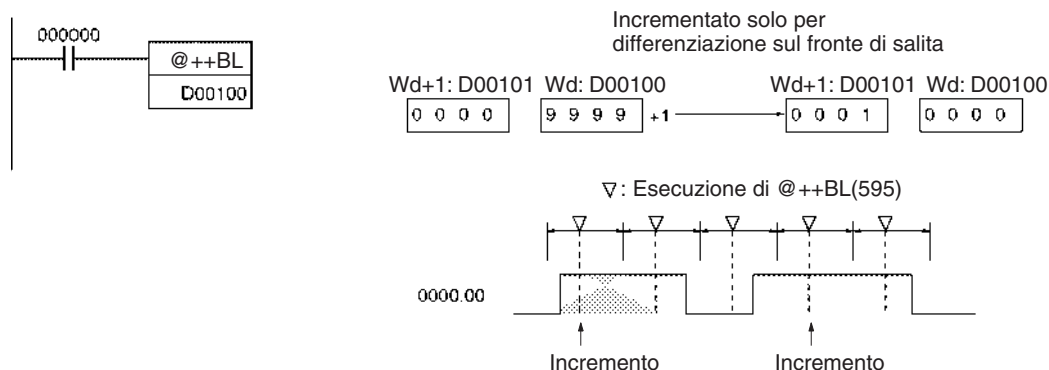 000000
@++BL
D00100
Incrementato solo per
differenziazione sul fronte di salita
Wd+1: D00101 Wd: D00100 Wd+1: D00101 Wd: D00100
0 0 0 0 9 9 9 9 +1 0 0 0 1 0 0 0 0
▽: Esecuzione di @++BL(595)
0000.00
Incremento Incremento